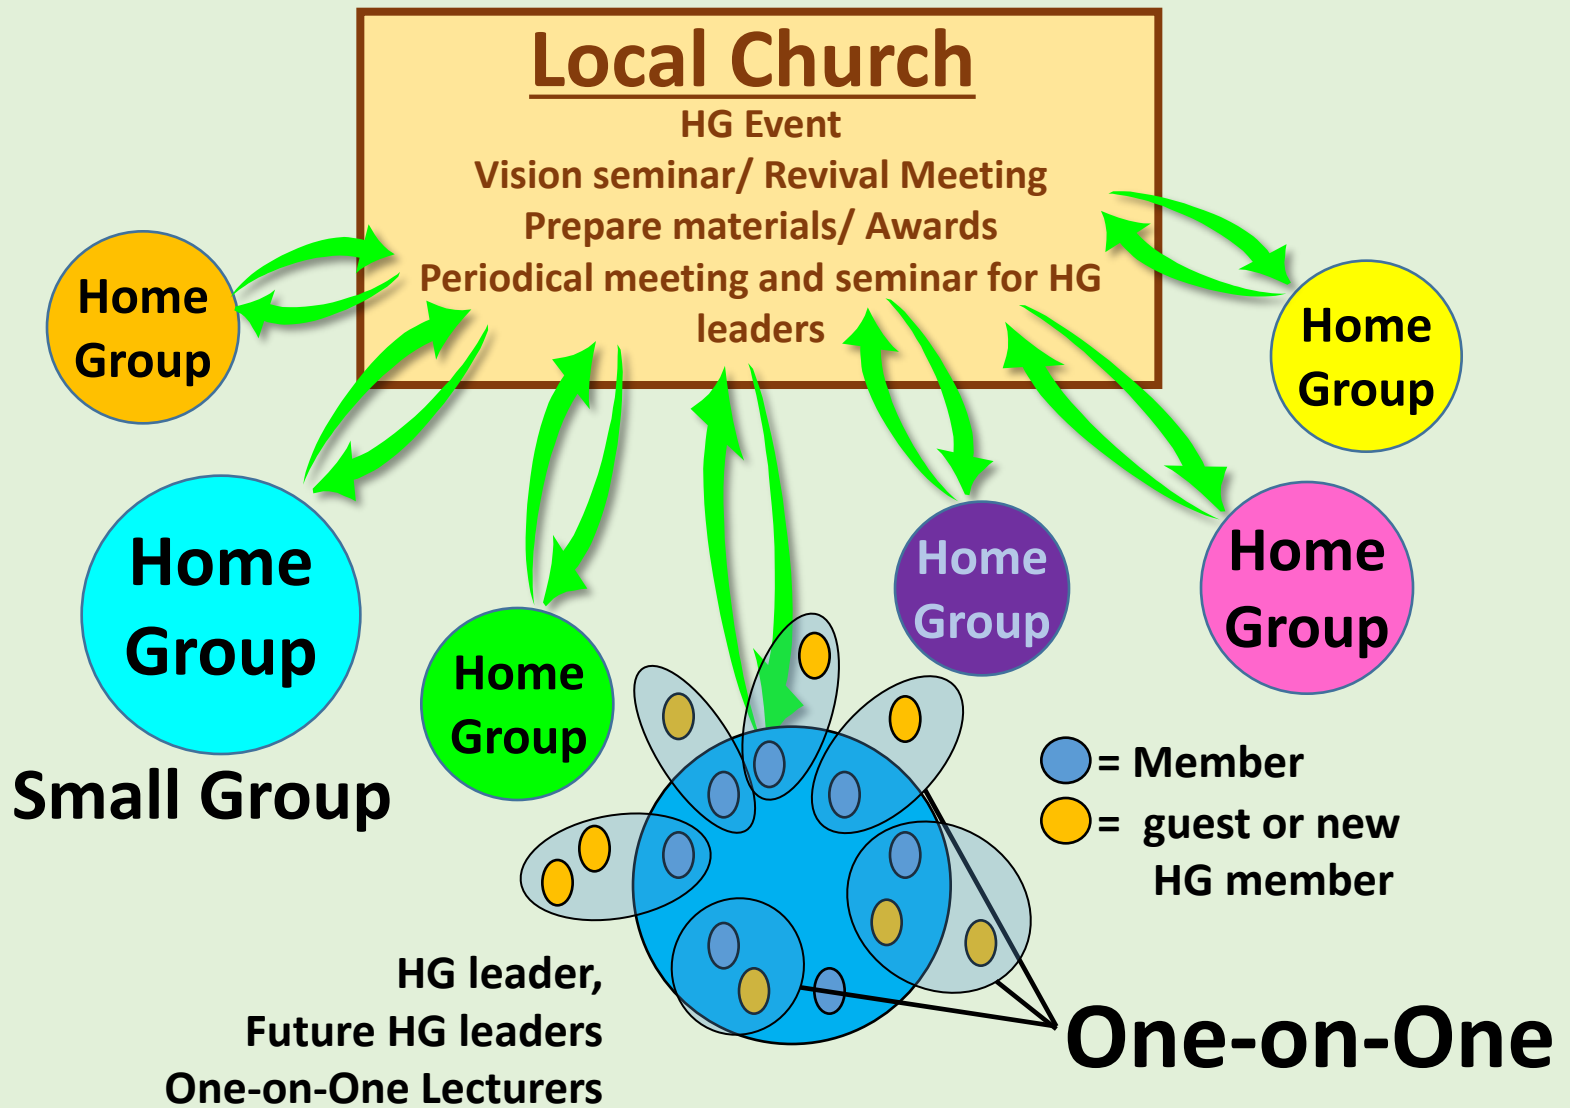 Local Church
HG Event
Vision seminar/ Revival Meeting
Prepare materials/ Awards
Periodical meeting and seminar for HG
leaders
Home
Group
Home
Group
Home
Group
Small Group
Home
Group
Home
Group
Home
Group
= Member
= guest or new
HG member
HG leader,
Future HG leaders
One-on-One Lecturers
One-on-One